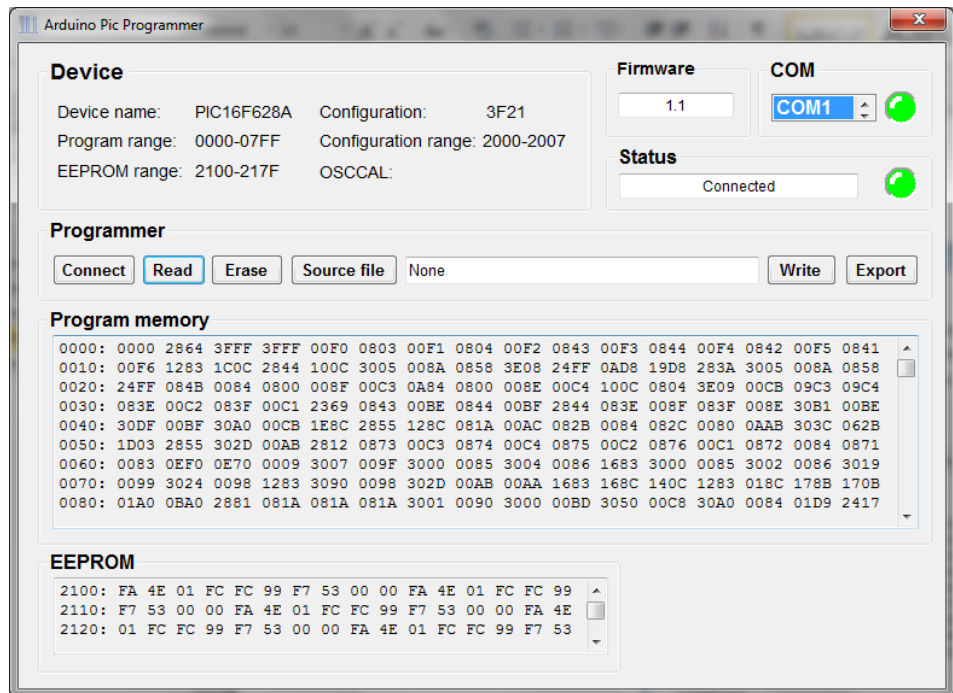 Arduino Pic Programmer
Device
Device name: PIC16F628A Configuration: 3F21
Program range: 0000-07FF Configuration range: 2000-2007
EEPROM range: 2100-217F OSCCAL:
Firmware
1.1
COM
COM1
Status
Connected
Programmer
Connect Read Erase Source file None Write Export
Program memory
0000: 0000 2864 3FFF 3FFF 00F0 0803 00F1 0804 00F2 0843 00F3 0844 00F4 0842 00F5 0841
0010: 00F6 1283 1C0C 2844 100C 3005 008A 0858 3E08 24FF 0AD8 19D8 283A 3005 008A 0858
0020: 24FF 084B 0084 0800 008F 00C3 0A84 0800 008E 00C4 100C 0804 3E09 00CB 09C3 09C4
0030: 083E 00C2 083F 00C1 2369 0843 00BE 0844 00BF 2844 083E 008F 083F 008E 30B1 00BE
0040: 30DF 00BF 30A0 00CB 1E8C 2855 128C 081A 00AC 082B 0084 082C 0080 0AAB 303C 062B
0050: 1D03 2855 302D 00AB 2812 0873 00C3 0874 00C4 0875 00C2 0876 00C1 0872 0084 0871
0060: 0083 0EF0 0E70 0009 3007 009F 3000 0085 3004 0086 1683 3000 0085 3002 0086 3019
0070: 0099 3024 0098 1283 3090 0098 302D 00AB 00AA 1683 168C 140C 1283 018C 178B 170B
0080: 01A0 0BA0 2881 081A 081A 081A 3001 0090 3000 00BD 3050 00C8 30A0 0084 01D9 2417
EEPROM
2100: FA 4E 01 FC FC 99 F7 53 00 00 FA 4E 01 FC FC 99
2110: F7 53 00 00 FA 4E 01 FC FC 99 F7 53 00 00 FA 4E
2120: 01 FC FC 99 F7 53 00 00 FA 4E 01 FC FC 99 F7 53